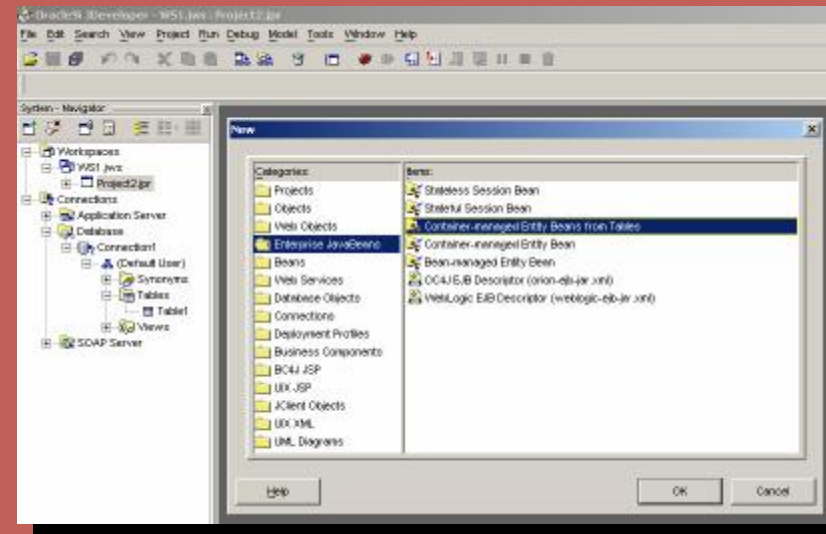 Oracle9i JDeveloper - WS1.jws : Project2.jpr
File Edit Search View Project Run Debug Model Tools Window Help
System - Navigator
Workspaces
WS1.jws
Project2.jpr
Connections
Application Server
Database
Connection1
(Default User)
Synonyms
Tables
Table1
Views
SOAP Server
New
Categories:
Projects
Objects
Web Objects
Enterprise JavaBeans
Beans
Web Services
Database Objects
Connections
Deployment Profiles
Business Components
BC4J JSP
UIX JSP
JClient Objects
UIX XML
UML Diagrams
Items:
Stateless Session Bean
Stateful Session Bean
Container-managed Entity Beans from Tables
Container-managed Entity Bean
Bean-managed Entity Bean
OC4J EJB Descriptor (orion-ejb-jar.xml)
WebLogic EJB Descriptor (weblogic-ejb-jar.xml)
Help
OK
Cancel